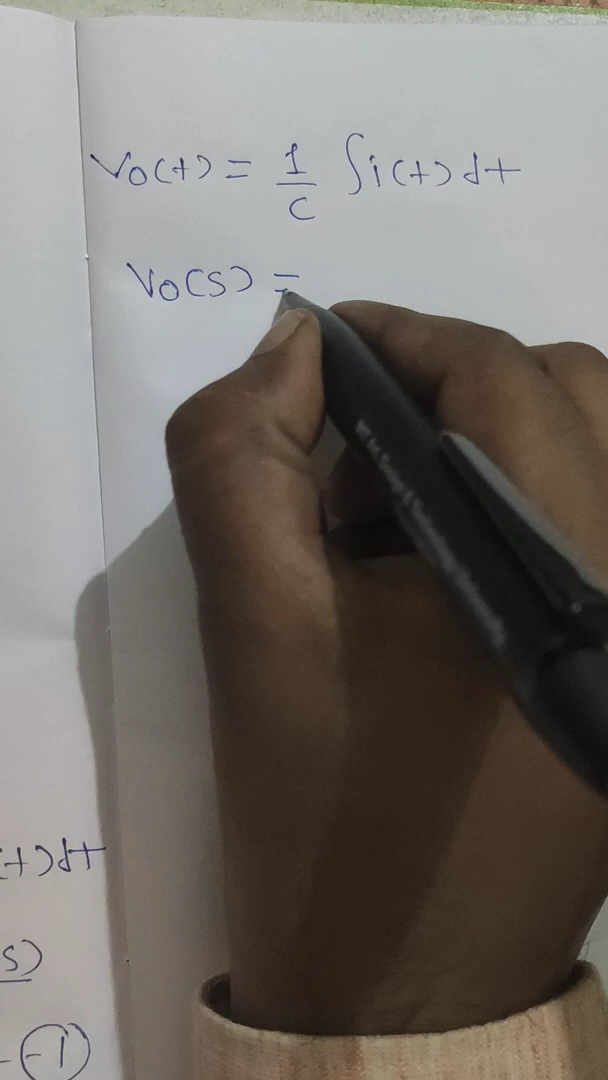 Vo(t) = 1/C ∫i(t)dt
Vo(s) =
(t)dt
s)
-(-1)